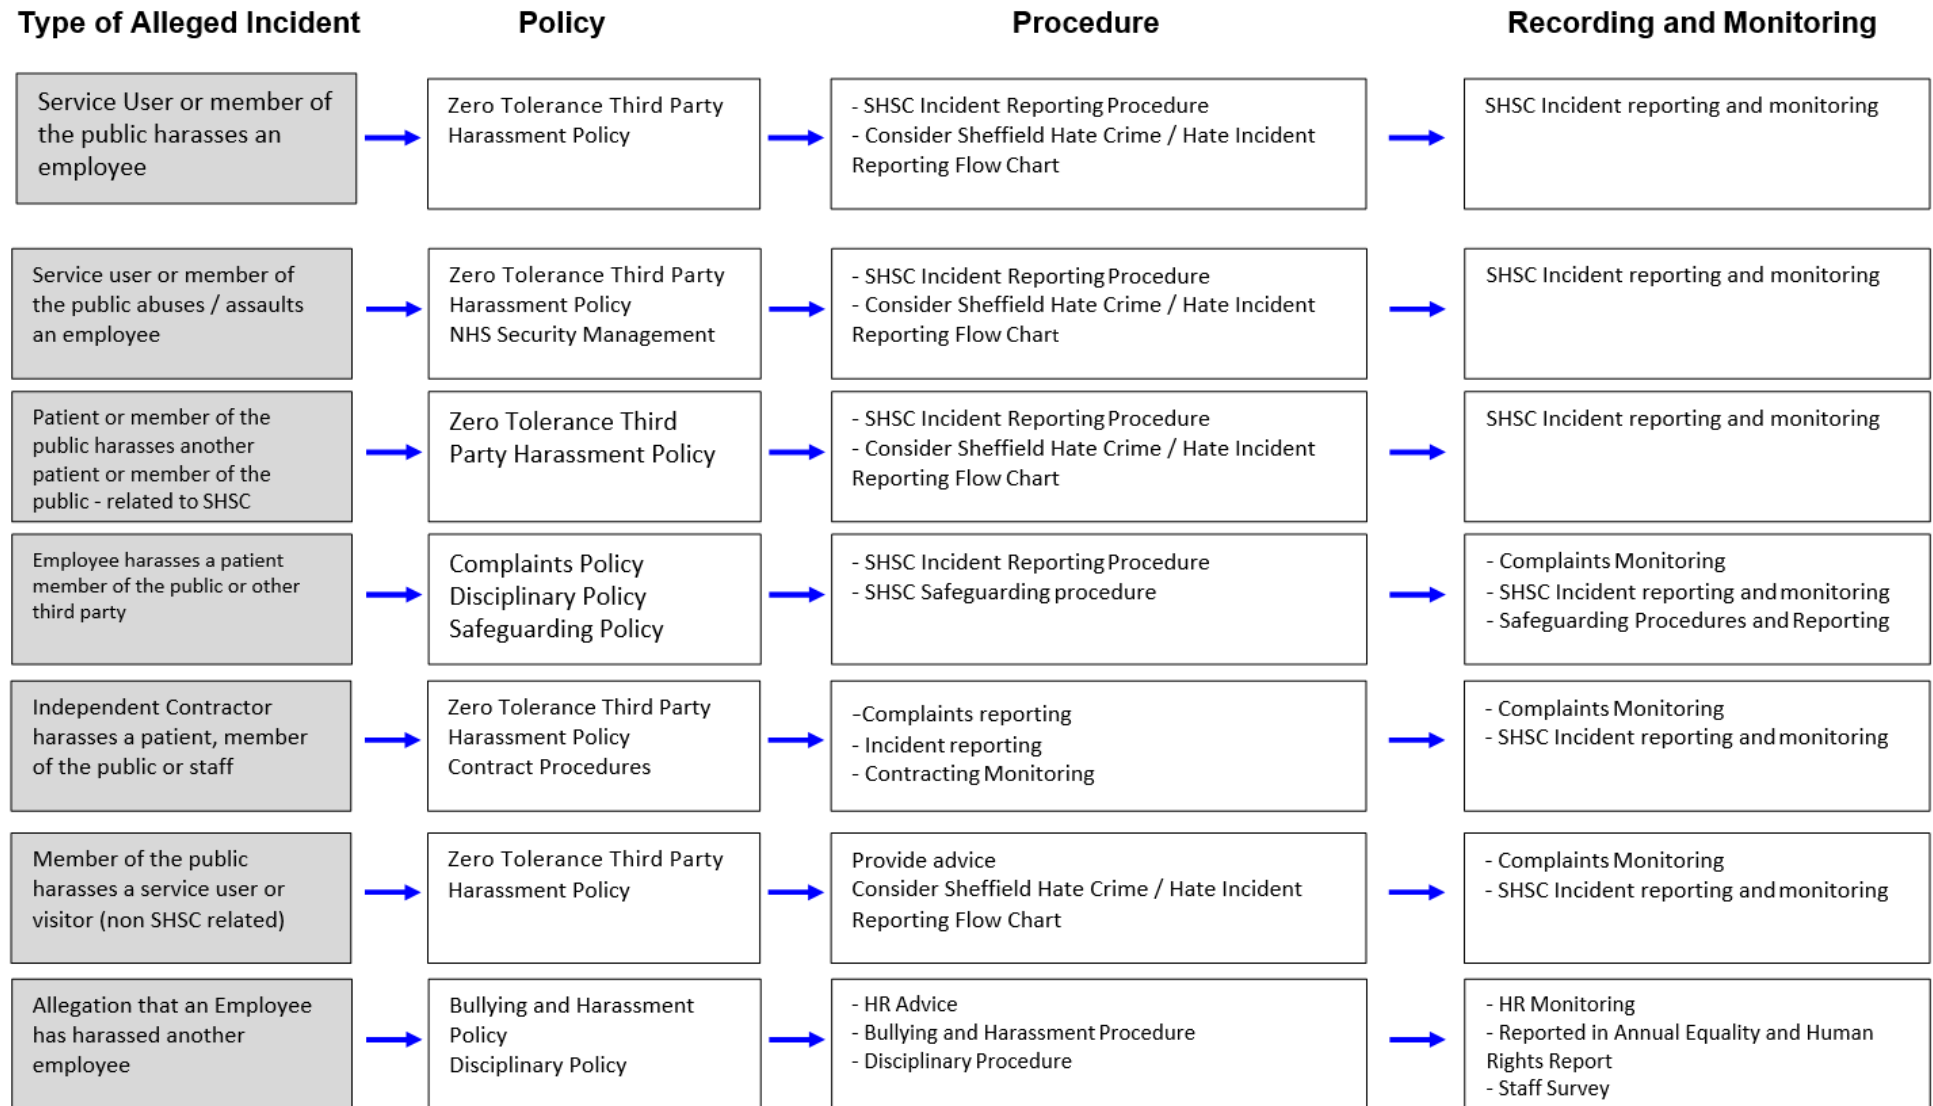 Type of Alleged Incident
Policy
Procedure
Recording and Monitoring
Service User or member of
the public harasses an
employee
Zero Tolerance Third Party
Harassment Policy
- SHSC Incident Reporting Procedure
- Consider Sheffield Hate Crime / Hate Incident
Reporting Flow Chart
SHSC Incident reporting and monitoring
Service user or member of
the public abuses / assaults
an employee
Zero Tolerance Third Party
Harassment Policy
NHS Security Management
- SHSC Incident Reporting Procedure
- Consider Sheffield Hate Crime / Hate Incident
Reporting Flow Chart
SHSC Incident reporting and monitoring
Patient or member of the
public harasses another
patient or member of the
public - related to SHSC
Zero Tolerance Third
Party Harassment Policy
- SHSC Incident Reporting Procedure
- Consider Sheffield Hate Crime / Hate Incident
Reporting Flow Chart
SHSC Incident reporting and monitoring
Employee harasses a patient
member of the public or other
third party
Complaints Policy
Disciplinary Policy
Safeguarding Policy
- SHSC Incident Reporting Procedure
- SHSC Safeguarding procedure
- Complaints Monitoring
- SHSC Incident reporting and monitoring
- Safeguarding Procedures and Reporting
Independent Contractor
harasses a patient, member
of the public or staff
Zero Tolerance Third Party
Harassment Policy
Contract Procedures
-Complaints reporting
- Incident reporting
- Contracting Monitoring
- Complaints Monitoring
- SHSC Incident reporting and monitoring
Member of the public
harasses a service user or
visitor (non SHSC related)
Zero Tolerance Third Party
Harassment Policy
Provide advice
Consider Sheffield Hate Crime / Hate Incident
Reporting Flow Chart
- Complaints Monitoring
- SHSC Incident reporting and monitoring
Allegation that an Employee
has harassed another
employee
Bullying and Harassment
Policy
Disciplinary Policy
- HR Advice
- Bullying and Harassment Procedure
- Disciplinary Procedure
- HR Monitoring
- Reported in Annual Equality and Human
Rights Report
- Staff Survey